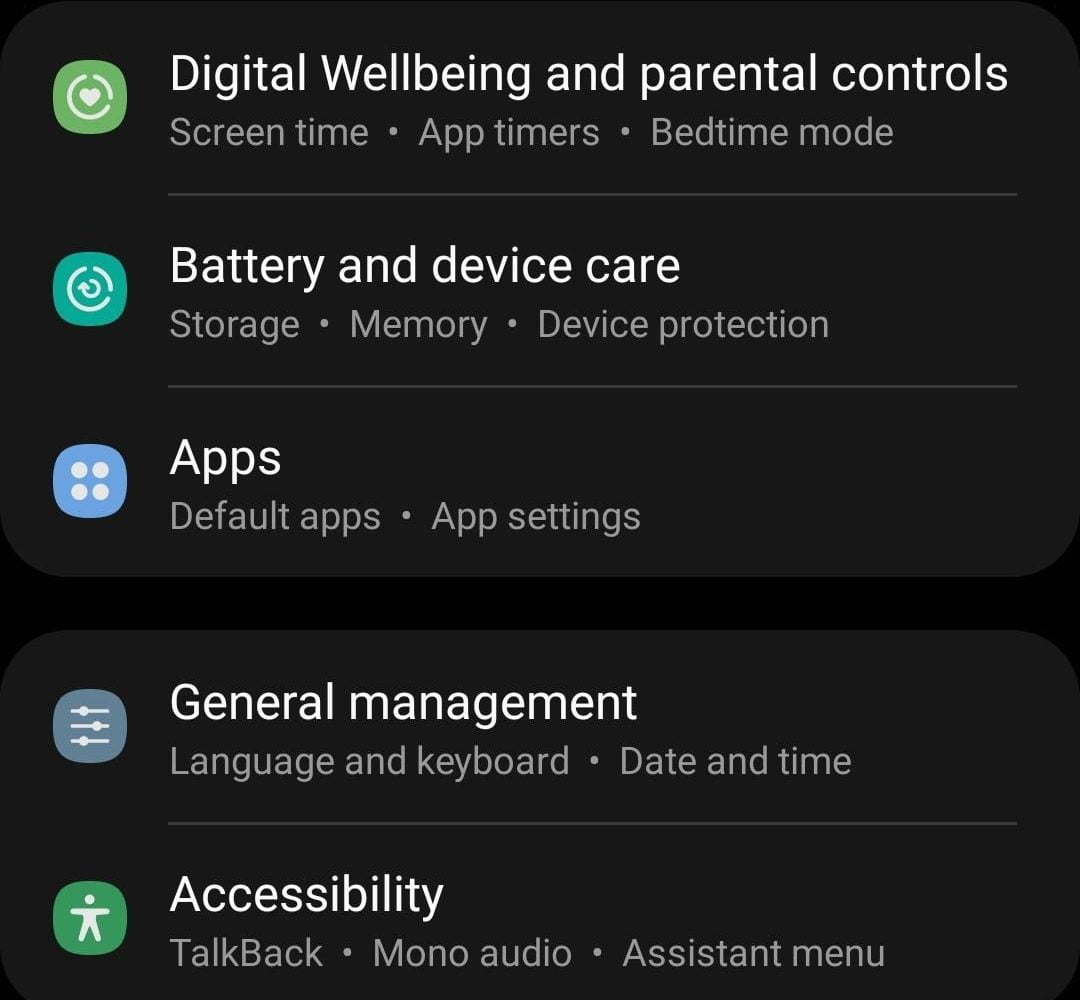 Digital Wellbeing and parental controls
Screen time • App timers • Bedtime mode
Battery and device care
Storage • Memory • Device protection
Apps
Default apps • App settings
General management
Language and keyboard • Date and time
Accessibility
TalkBack • Mono audio • Assistant menu